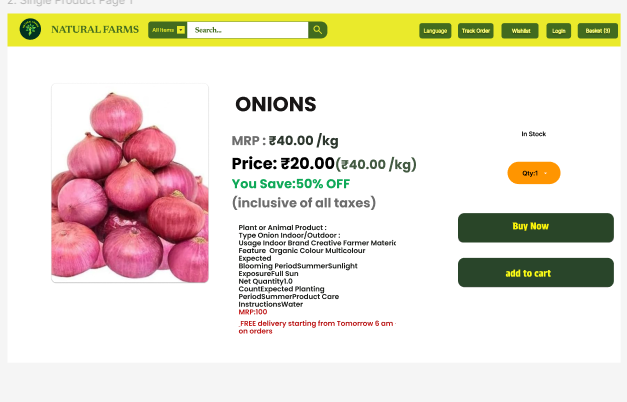 2. Single Product Page 1
NATURAL FARMS
All Items
Search...
Language
Track Order
Wishlist
Login
Basket (3)
ONIONS
MRP : ₹40.00 /kg
Price: ₹20.00(₹40.00 /kg)
You Save:50% OFF
(inclusive of all taxes)
Plant or Animal Product :
Type Onion Indoor/Outdoor :
Usage Indoor Brand Creative Farmer Materic
Feature Organic Colour Multicolour
Expected
Blooming PeriodSummerSunlight
ExposureFull Sun
Net Quantity1.0
CountExpected Planting
PeriodSummerProduct Care
InstructionsWater
MRP:100
FREE delivery starting from Tomorrow 6 am
on orders
In Stock
Qty:1
Buy Now
add to cart